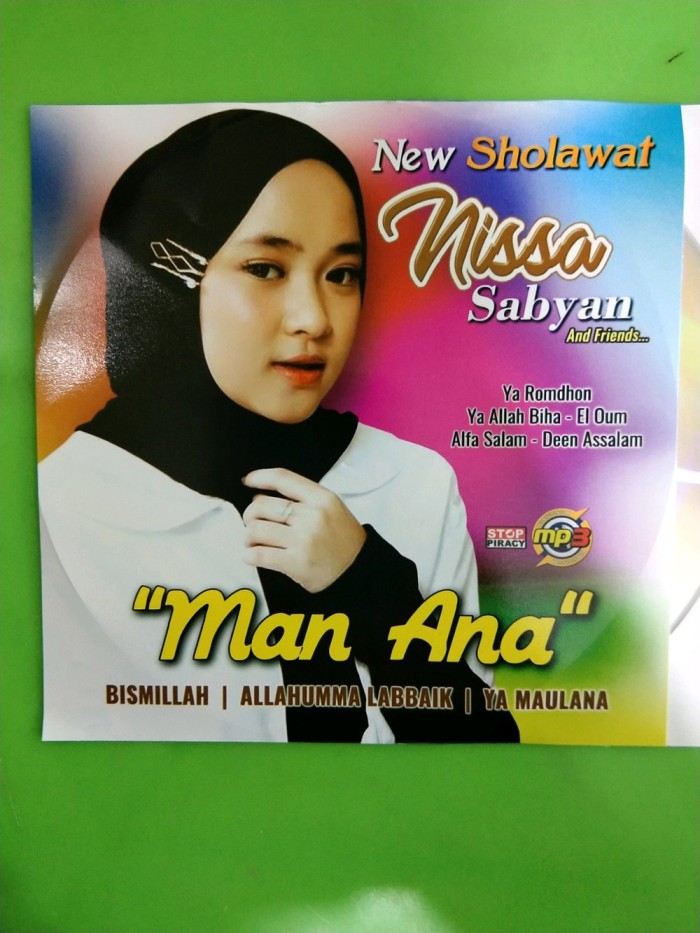 New Sholawat
Nissa
Sabyan
And Friends...
Ya Romdhon
Ya Allah Biha - El Oum
Alfa Salam - Deen Assalam
STOP
PIRACY
mp3
"Man Ana"
BISMILLAH | ALLAHUMMA LABBAIK | YA MAULANA